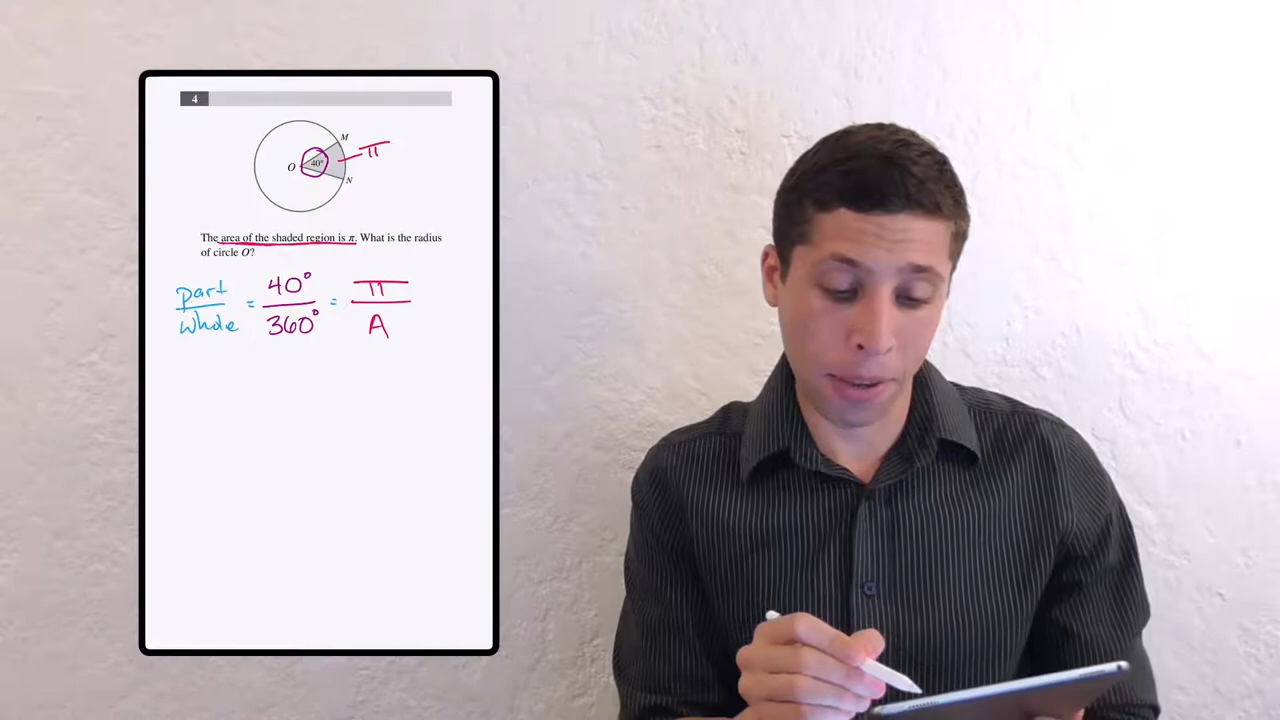 4
M
π
O
40°
N
The area of the shaded region is π. What is the radius
of circle O?
part/whole = 40°/360° = π/A